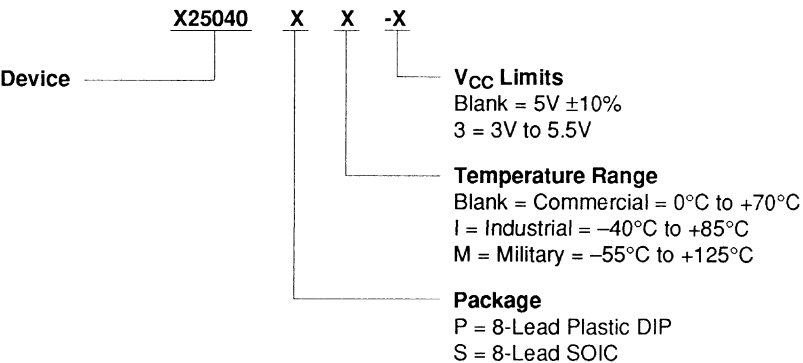 X25040 X X -X
Device
VCC Limits
Blank = 5V ±10%
3 = 3V to 5.5V
Temperature Range
Blank = Commercial = 0°C to +70°C
I = Industrial = –40°C to +85°C
M = Military = –55°C to +125°C
Package
P = 8-Lead Plastic DIP
S = 8-Lead SOIC